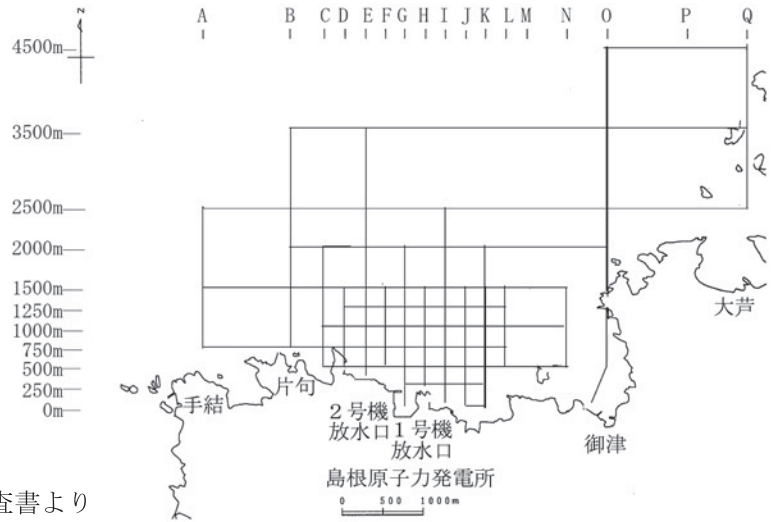 A B C D E F G H I J K L M N O P Q
z
4500m
3500m
2500m
2000m
1500m
1250m
1000m
750m
500m
250m
0m
大芦
片句
手結
2号機
放水口
1号機
放水口
御津
島根原子力発電所
0 500 1000m
査書より